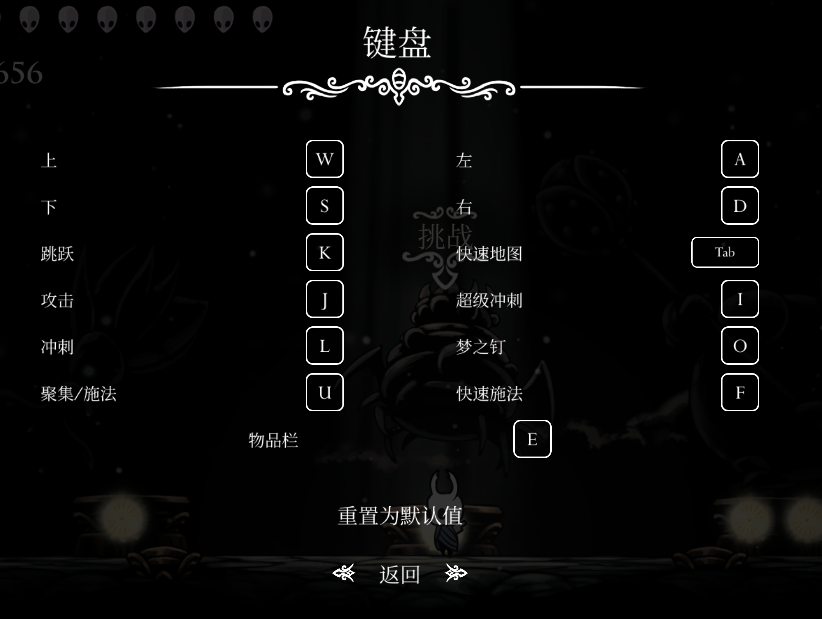 656
键盘
上 W 左 A
下 S 右 D
挑战
跳跃 K 快速地图 Tab
攻击 J 超级冲刺 I
冲刺 L 梦之钉 O
聚集/施法 U 快速施法 F
物品栏 E
重置为默认值
返回